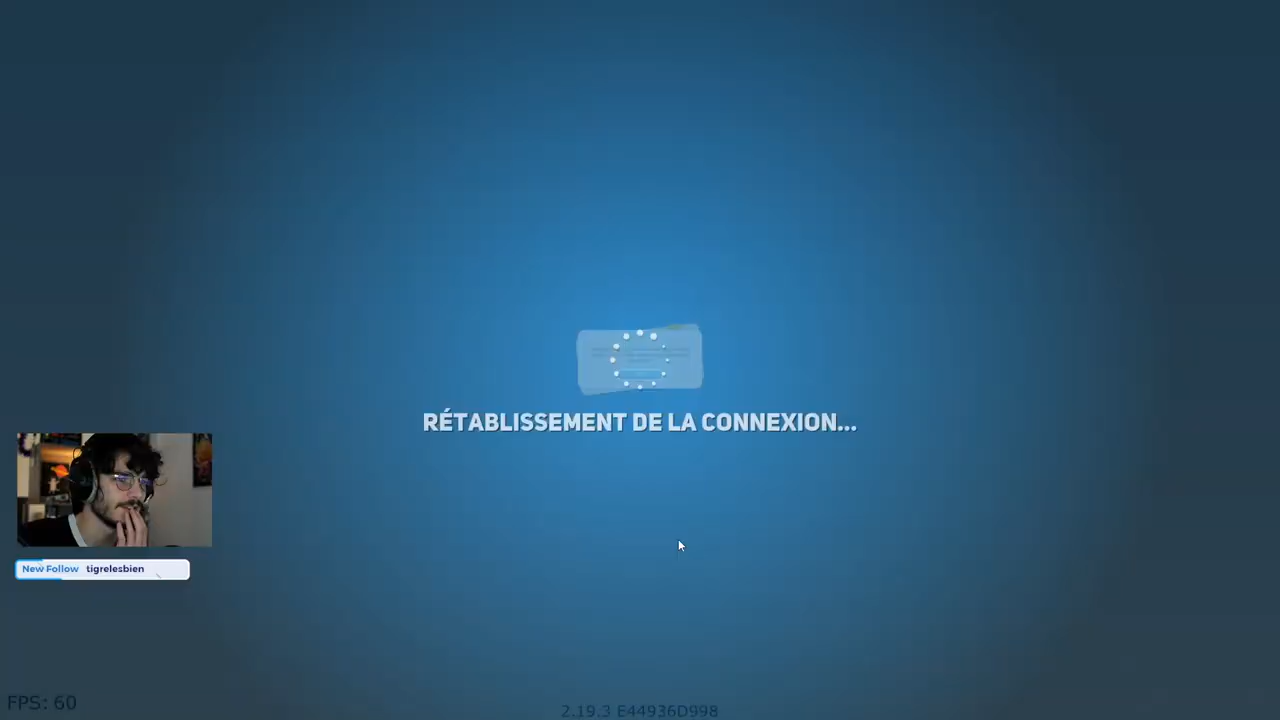 RÉTABLISSEMENT DE LA CONNEXION...
New Follow tigrelesbien
FPS: 60
2.19.3 E44936D998